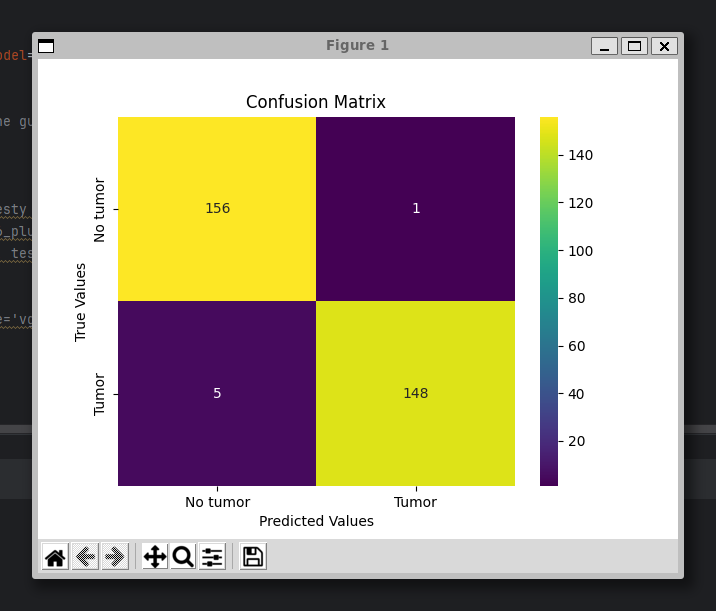 Figure 1
odel=
ne gu
esty
_plu
tes
e='vg
Confusion Matrix
No tumor
Tumor
True Values
156
1
5
148
No tumor
Tumor
Predicted Values
140
120
100
80
60
40
20